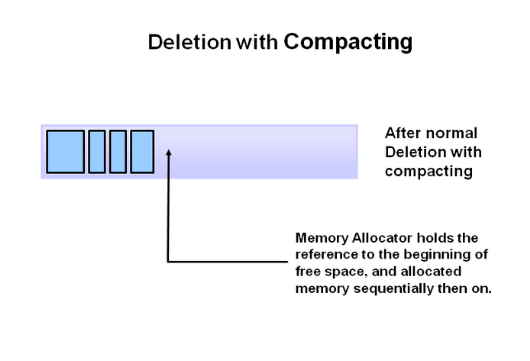 Deletion with Compacting
After normal
Deletion with
compacting
Memory Allocator holds the
reference to the beginning of
free space, and allocated
memory sequentially then on.